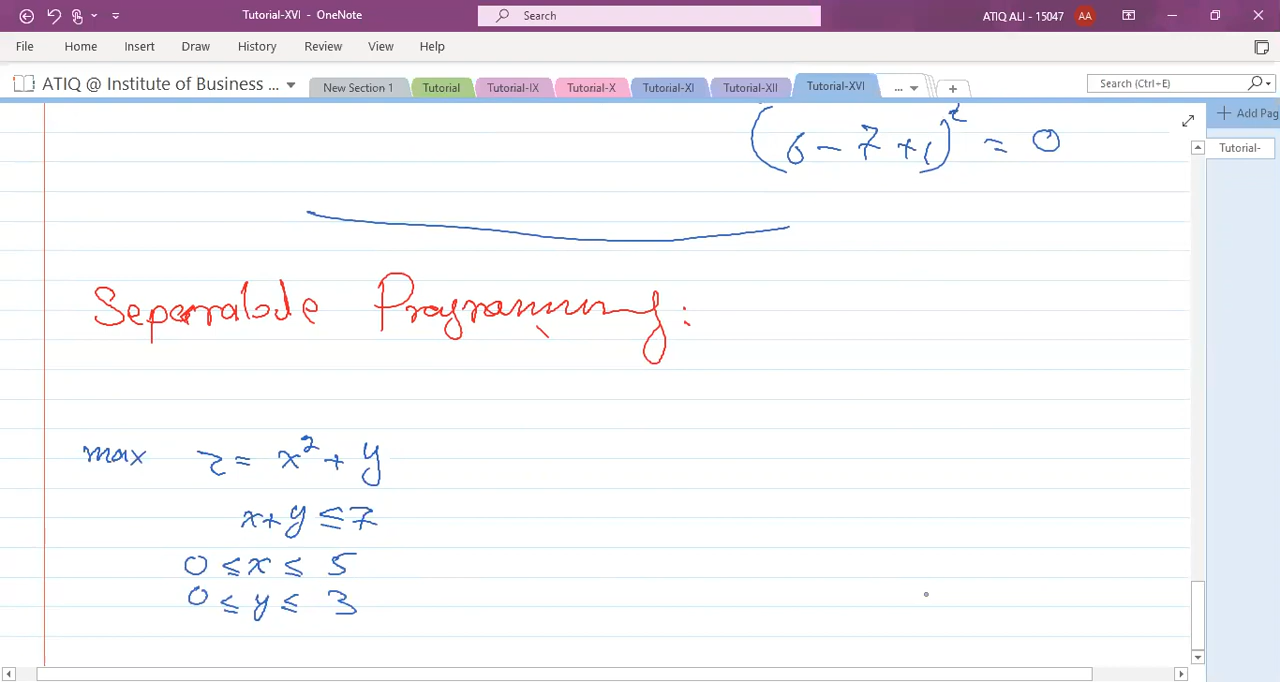 Tutorial-XVI - OneNote
Search
ATIQ ALI - 15047 AA
File Home Insert Draw History Review View Help
ATIQ @ Institute of Business ...
New Section 1 Tutorial Tutorial-IX Tutorial-X Tutorial-XI Tutorial-XII Tutorial-XVI ... +
Search (Ctrl+E)
+ Add Pag
Tutorial-
(6 - 7 + 1)² = 0
Separable Programming:
max z = x² + y
x+y ≤ 7
0 ≤ x ≤ 5
0 ≤ y ≤ 3